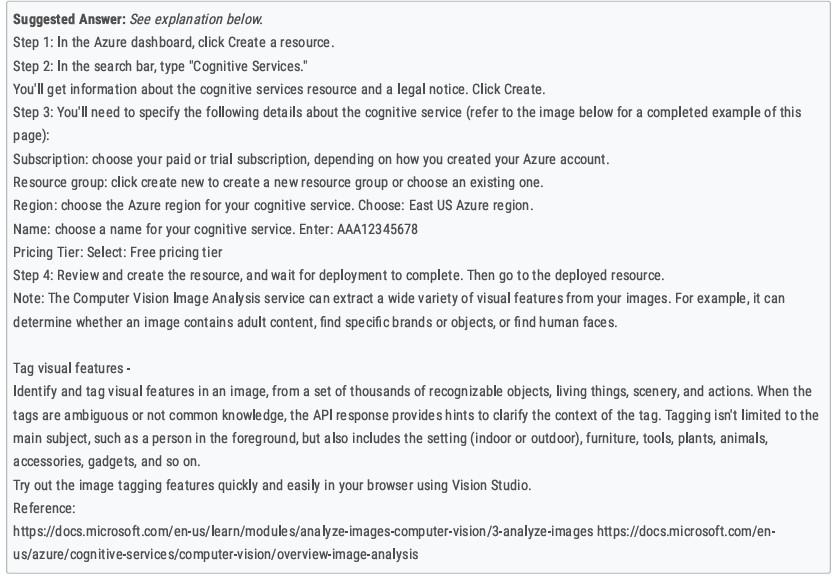 Suggested Answer: See explanation below.
Step 1: In the Azure dashboard, click Create a resource.
Step 2: In the search bar, type "Cognitive Services."
You'll get information about the cognitive services resource and a legal notice. Click Create.
Step 3: You'll need to specify the following details about the cognitive service (refer to the image below for a completed example of this
page):
Subscription: choose your paid or trial subscription, depending on how you created your Azure account.
Resource group: click create new to create a new resource group or choose an existing one.
Region: choose the Azure region for your cognitive service. Choose: East US Azure region.
Name: choose a name for your cognitive service. Enter: AAA12345678
Pricing Tier: Select: Free pricing tier
Step 4: Review and create the resource, and wait for deployment to complete. Then go to the deployed resource.
Note: The Computer Vision Image Analysis service can extract a wide variety of visual features from your images. For example, it can
determine whether an image contains adult content, find specific brands or objects, or find human faces.
Tag visual features -
Identify and tag visual features in an image, from a set of thousands of recognizable objects, living things, scenery, and actions. When the
tags are ambiguous or not common knowledge, the API response provides hints to clarify the context of the tag. Tagging isn't limited to the
main subject, such as a person in the foreground, but also includes the setting (indoor or outdoor), furniture, tools, plants, animals,
accessories, gadgets, and so on.
Try out the image tagging features quickly and easily in your browser using Vision Studio.
Reference:
https://docs.microsoft.com/en-us/learn/modules/analyze-images-computer-vision/3-analyze-images https://docs.microsoft.com/en-
us/azure/cognitive-services/computer-vision/overview-image-analysis